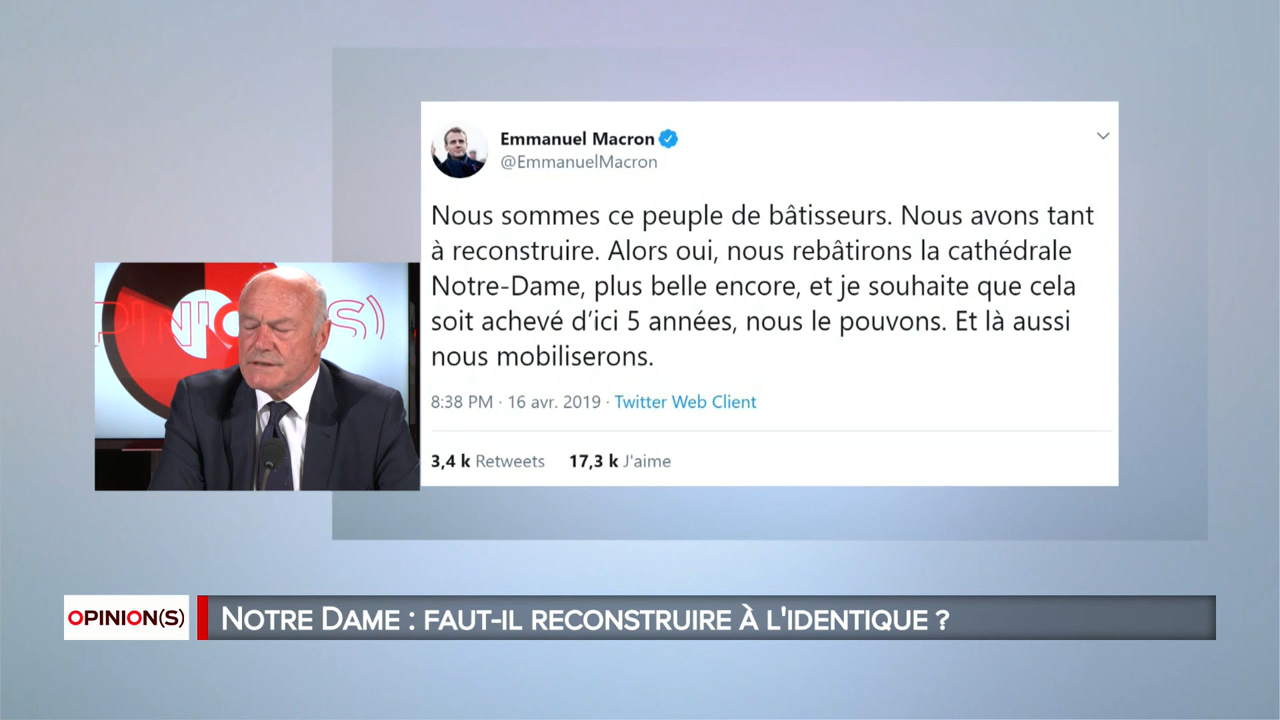 Emmanuel Macron
@EmmanuelMacron
Nous sommes ce peuple de bâtisseurs. Nous avons tant
à reconstruire. Alors oui, nous rebâtirons la cathédrale
Notre-Dame, plus belle encore, et je souhaite que cela
soit achevé d'ici 5 années, nous le pouvons. Et là aussi
nous mobiliserons.
8:38 PM · 16 avr. 2019 · Twitter Web Client
3,4 k Retweets 17,3 k J'aime
PINIO S)
OPINION(S)
NOTRE DAME : FAUT-IL RECONSTRUIRE À L'IDENTIQUE ?